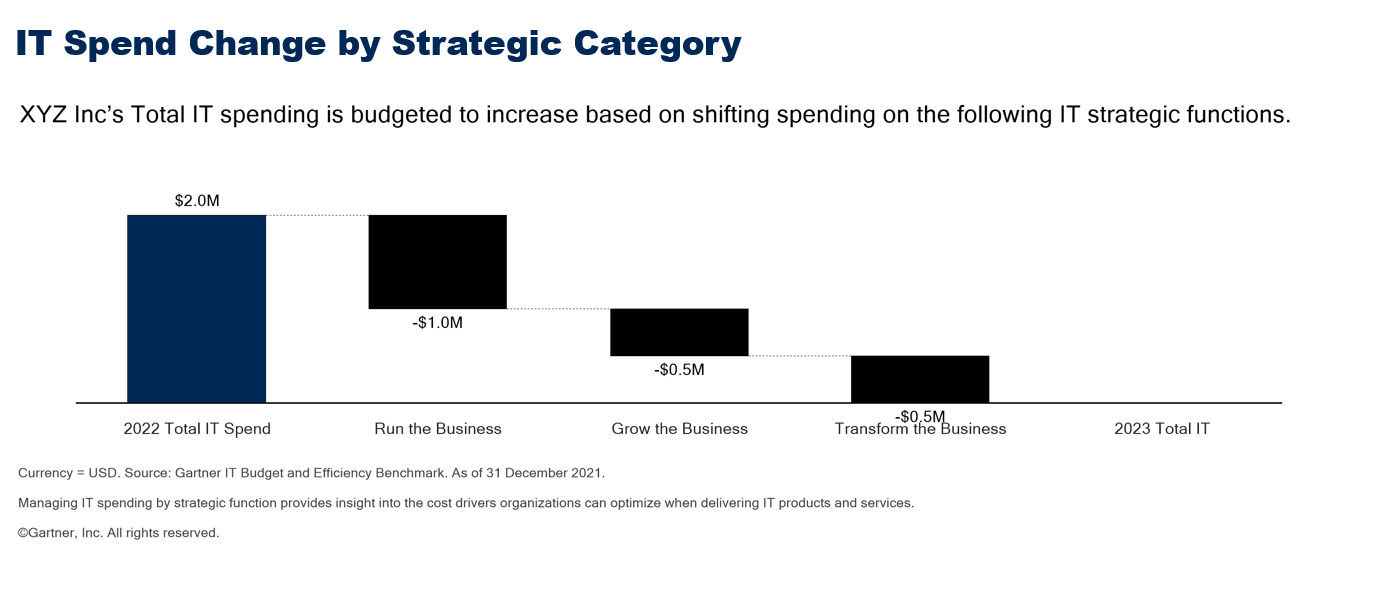 IT Spend Change by Strategic Category
XYZ Inc’s Total IT spending is budgeted to increase based on shifting spending on the following IT strategic functions.
$2.0M
-$1.0M
-$0.5M
-$0.5M
2022 Total IT Spend
Run the Business
Grow the Business
Transform the Business
2023 Total IT
Currency = USD. Source: Gartner IT Budget and Efficiency Benchmark. As of 31 December 2021.
Managing IT spending by strategic function provides insight into the cost drivers organizations can optimize when delivering IT products and services.
©Gartner, Inc. All rights reserved.